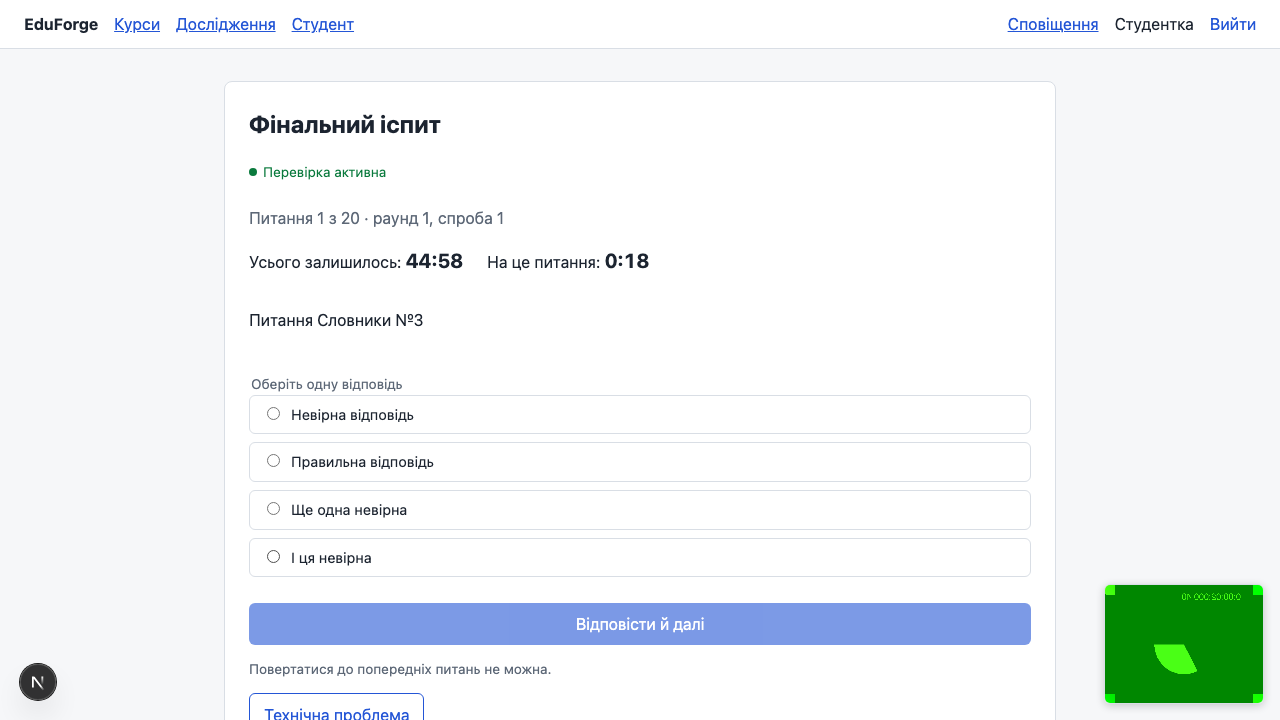 EduForge Курси Дослідження Студент Сповіщення Студентка Вийти
Фінальний іспит
Перевірка активна
Питання 1 з 20 · раунд 1, спроба 1
Усього залишилось: 44:58 На це питання: 0:18
Питання Словники №3
Оберіть одну відповідь
Невірна відповідь
Правильна відповідь
Ще одна невірна
І ця невірна
Відповісти й далі
Повертатися до попередніх питань не можна.
Технічна проблема
N